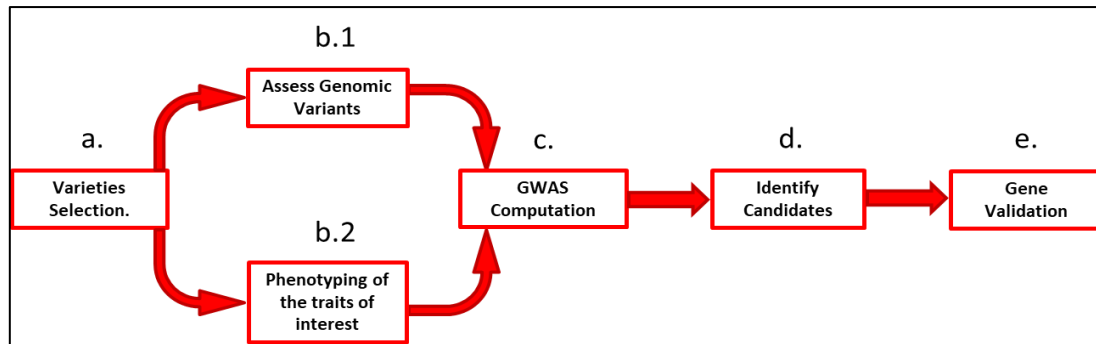 a.
Varieties
Selection.
b.1
Assess Genomic
Variants
b.2
Phenotyping of
the traits of
interest
c.
GWAS
Computation
d.
Identify
Candidates
e.
Gene
Validation